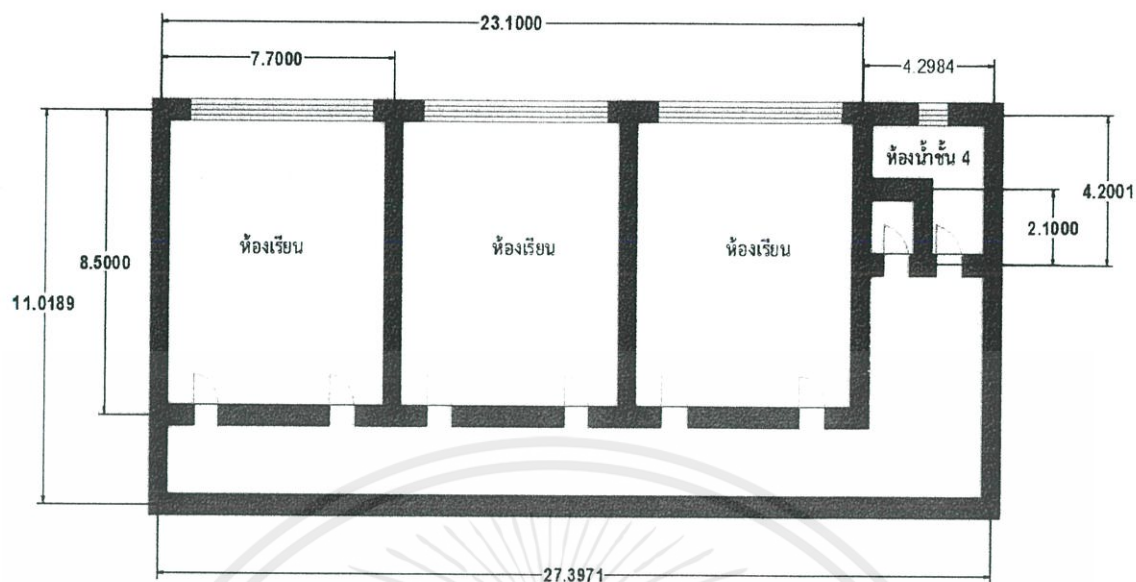 23.1000
7.7000
4.2984
ห้องน้ำชั้น 4
4.2001
2.1000
ห้องเรียน
ห้องเรียน
ห้องเรียน
8.5000
11.0189
27.3971